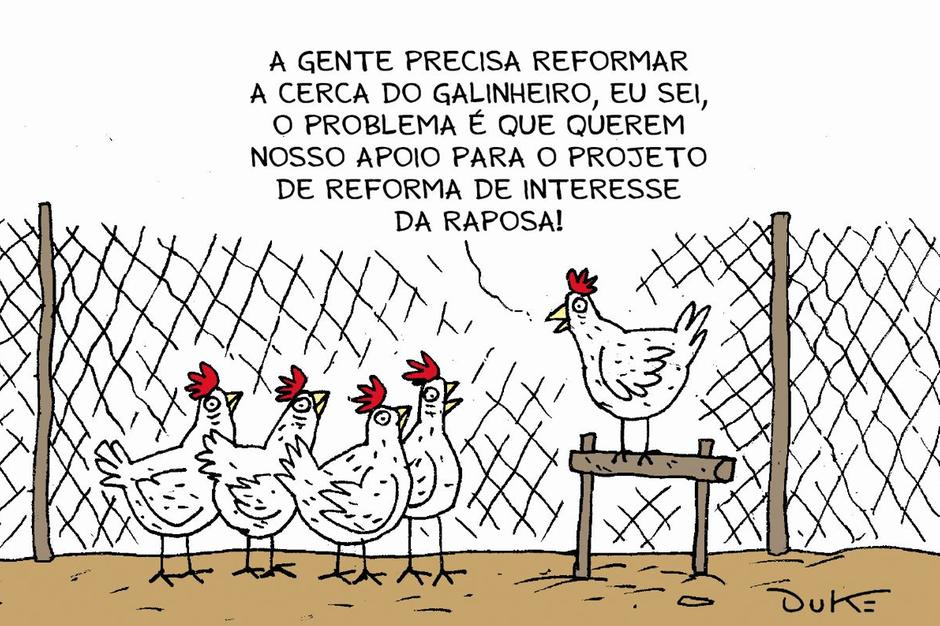 A GENTE PRECISA REFORMAR
A CERCA DO GALINHEIRO, EU SEI,
O PROBLEMA É QUE QUEREM
NOSSO APOIO PARA O PROJETO
DE REFORMA DE INTERESSE
DA RAPOSA!
DUKE